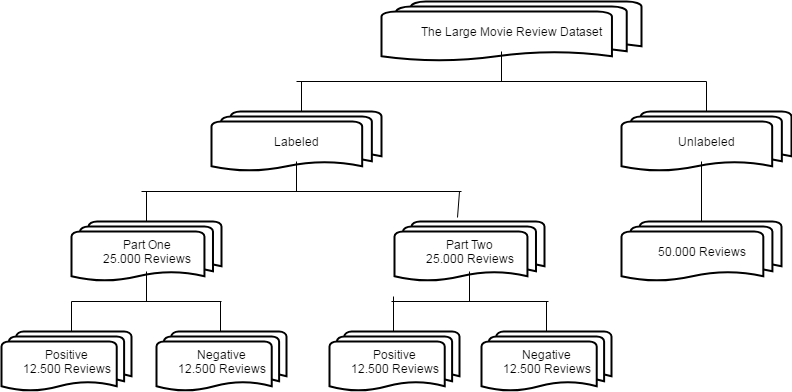 The Large Movie Review Dataset
Labeled
Unlabeled
Part One
25.000 Reviews
Part Two
25.000 Reviews
50.000 Reviews
Positive
12.500 Reviews
Negative
12.500 Reviews
Positive
12.500 Reviews
Negative
12.500 Reviews